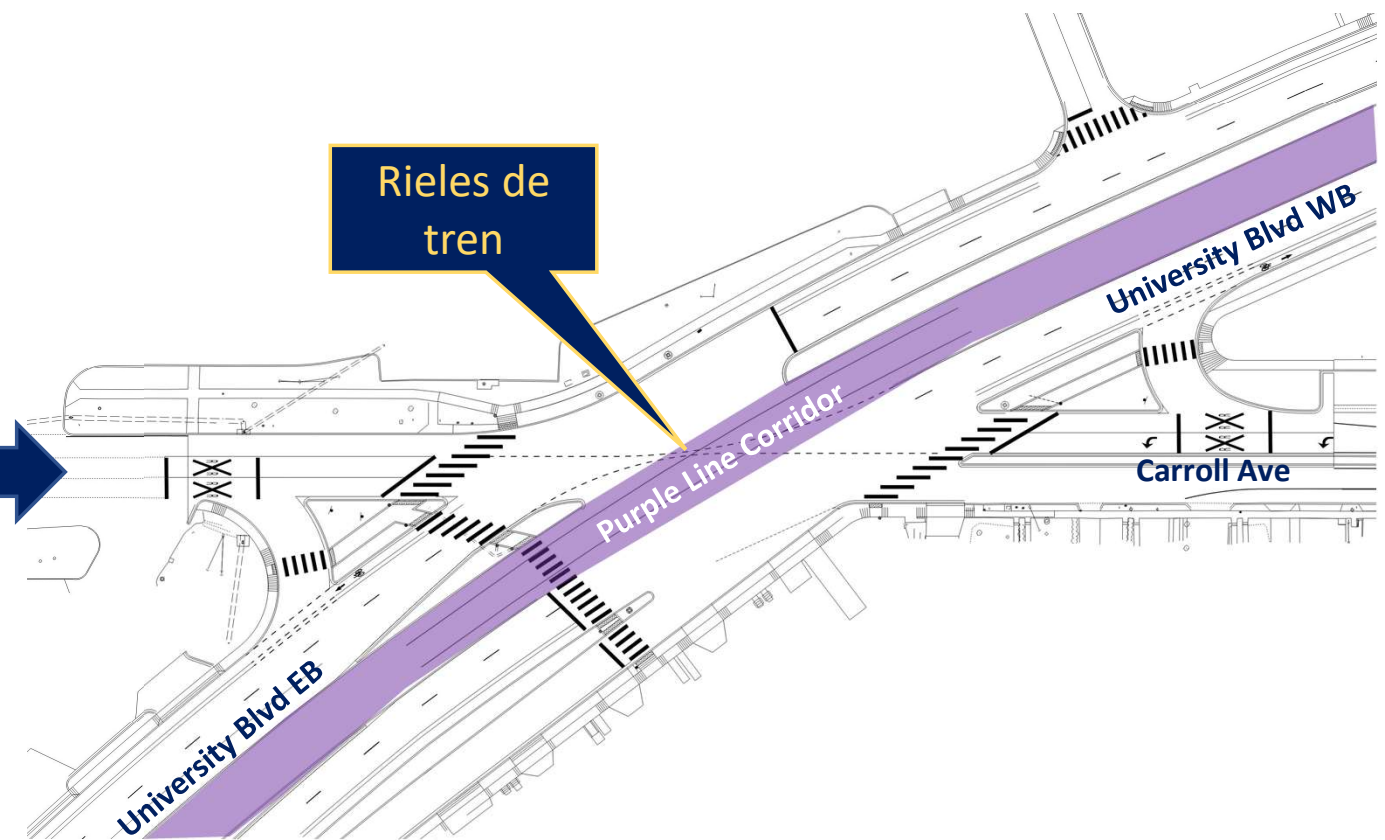 Rieles de
tren
University Blvd WB
Purple Line Corridor
Carroll Ave
University Blvd EB